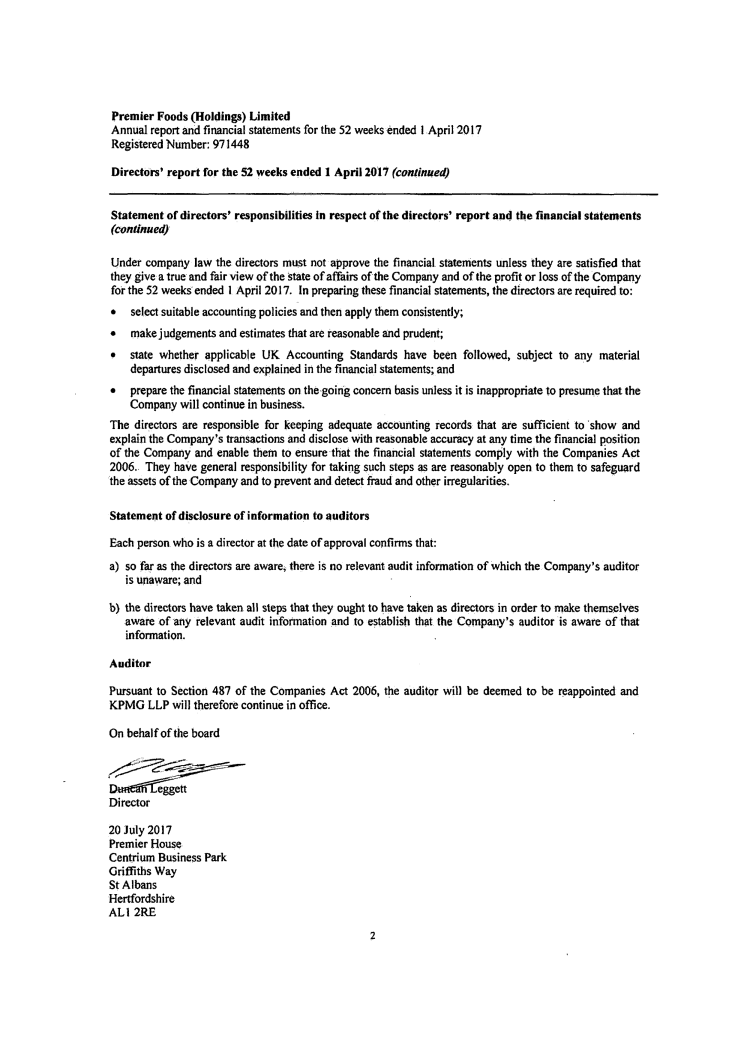 Premier Foods (Holdings) Limited
Annual report and financial statements for the 52 weeks ended 1 April 2017
Registered Number: 971448
Directors' report for the 52 weeks ended 1 April 2017 (continued)
Statement of directors' responsibilities in respect of the directors' report and the financial statements
(continued)
Under company law the directors must not approve the financial statements unless they are satisfied that
they give a true and fair view of the state of affairs of the Company and of the profit or loss of the Company
for the 52 weeks ended 1 April 2017. In preparing these financial statements, the directors are required to:
• select suitable accounting policies and then apply them consistently;
• make judgements and estimates that are reasonable and prudent;
• state whether applicable UK Accounting Standards have been followed, subject to any material
departures disclosed and explained in the financial statements; and
• prepare the financial statements on the going concern basis unless it is inappropriate to presume that the
Company will continue in business.
The directors are responsible for keeping adequate accounting records that are sufficient to show and
explain the Company's transactions and disclose with reasonable accuracy at any time the financial position
of the Company and enable them to ensure that the financial statements comply with the Companies Act
2006. They have general responsibility for taking such steps as are reasonably open to them to safeguard
the assets of the Company and to prevent and detect fraud and other irregularities.
Statement of disclosure of information to auditors
Each person who is a director at the date of approval confirms that:
a) so far as the directors are aware, there is no relevant audit information of which the Company's auditor
is unaware; and
b) the directors have taken all steps that they ought to have taken as directors in order to make themselves
aware of any relevant audit information and to establish that the Company's auditor is aware of that
information.
Auditor
Pursuant to Section 487 of the Companies Act 2006, the auditor will be deemed to be reappointed and
KPMG LLP will therefore continue in office.
On behalf of the board
Duncan Leggett
Director
20 July 2017
Premier House
Centrium Business Park
Griffiths Way
St Albans
Hertfordshire
AL1 2RE
2